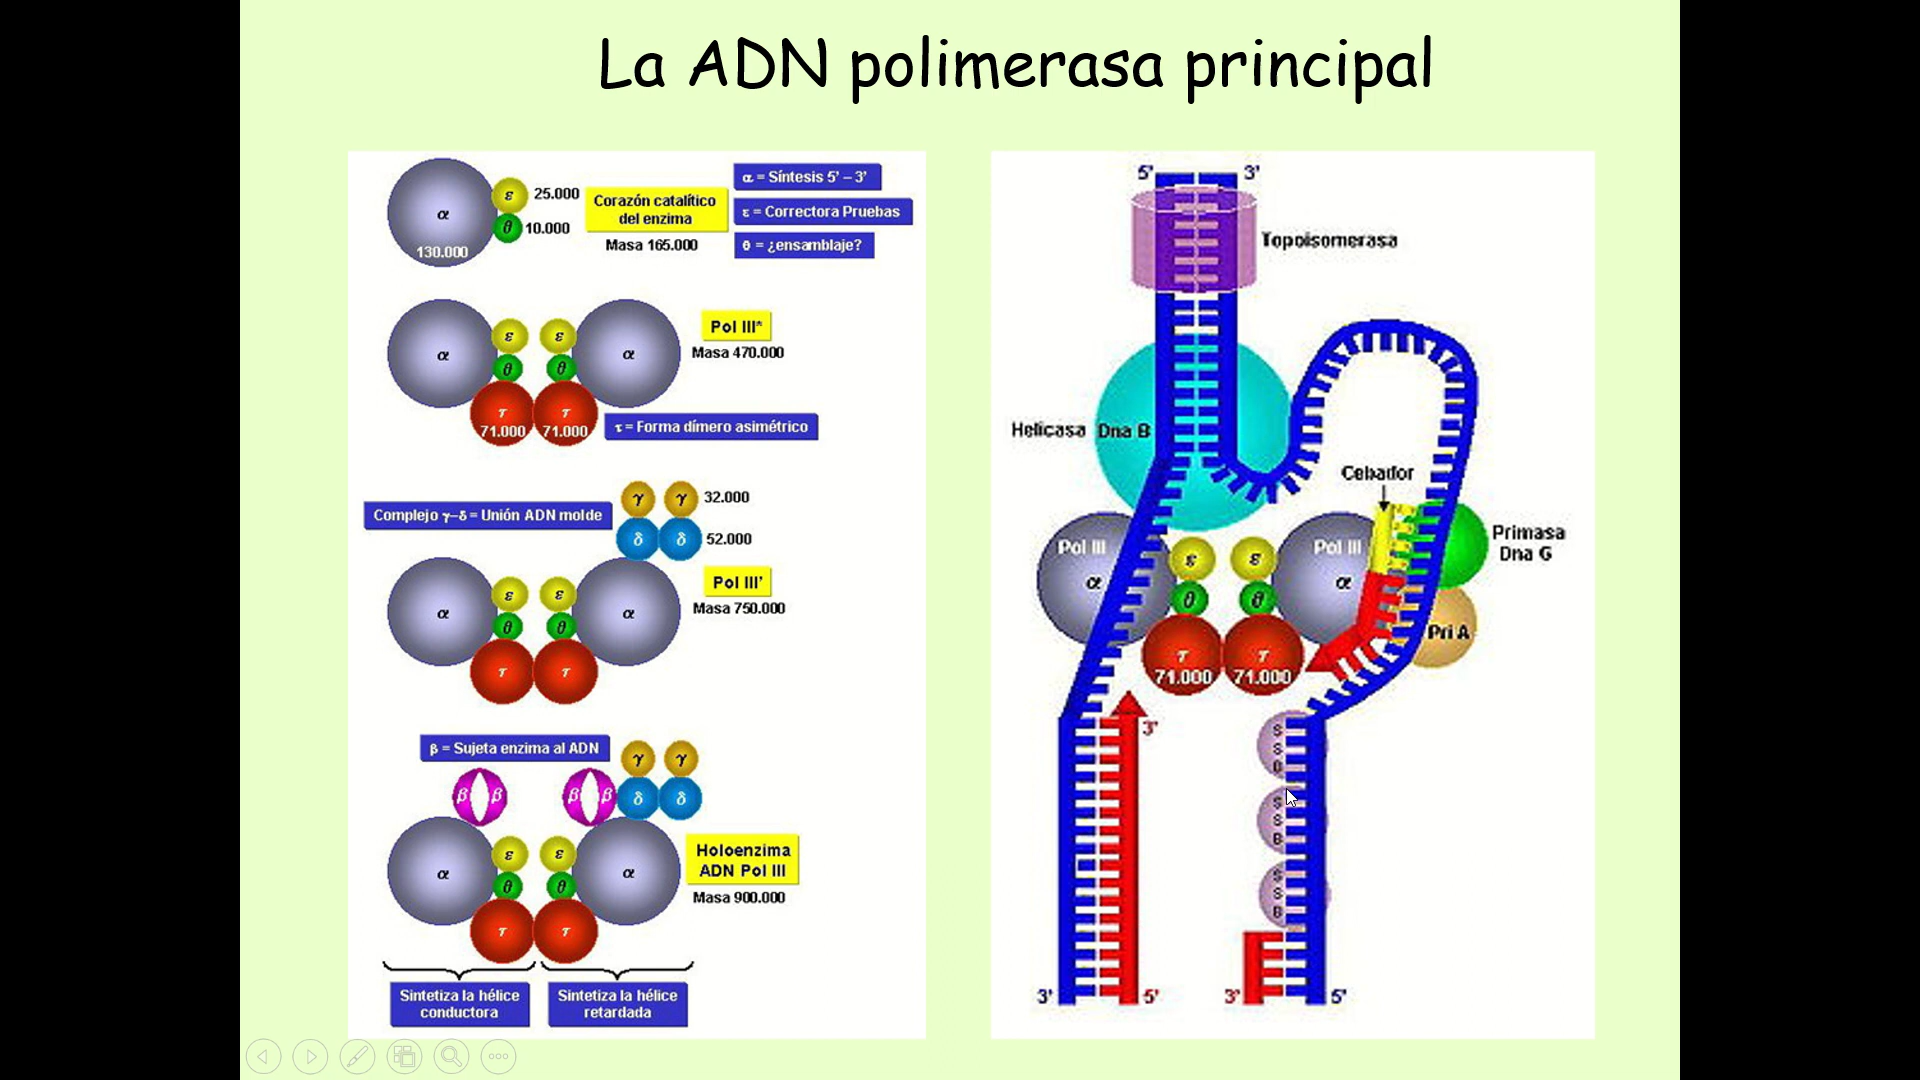 La ADN polimerasa principal
α
130.000
ε
25.000
θ
10.000
Corazón catalítico
del enzima
Masa 165.000
α = Síntesis 5’ – 3’
ε = Correctora Pruebas
θ = ¿ensamblaje?
α
ε
ε
α
θ
θ
τ
τ
71.000
71.000
Pol III*
Masa 470.000
τ = Forma dímero asimétrico
Complejo γ–δ = Unión ADN molde
γ
γ
32.000
δ
δ
52.000
α
ε
ε
α
θ
θ
τ
τ
Pol III’
Masa 750.000
β = Sujeta enzima al ADN
β
β
β
β
γ
γ
δ
δ
α
ε
ε
α
θ
θ
τ
τ
Holoenzima
ADN Pol III
Masa 900.000
Sintetiza la hélice
conductora
Sintetiza la hélice
retardada
5’
3’
Topoisomerasa
Helicasa Dna B
Cebador
Pol III
α
ε
ε
θ
θ
Pol III
α
Primasa
Dna G
Pri A
τ
71.000
τ
71.000
3’
S
S
B
S
S
B
S
S
B
3’
5’
3’
5’